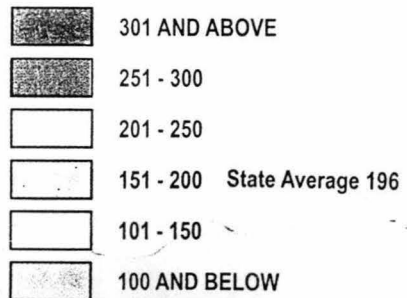 301 AND ABOVE
251 - 300
201 - 250
151 - 200 State Average 196
101 - 150
100 AND BELOW